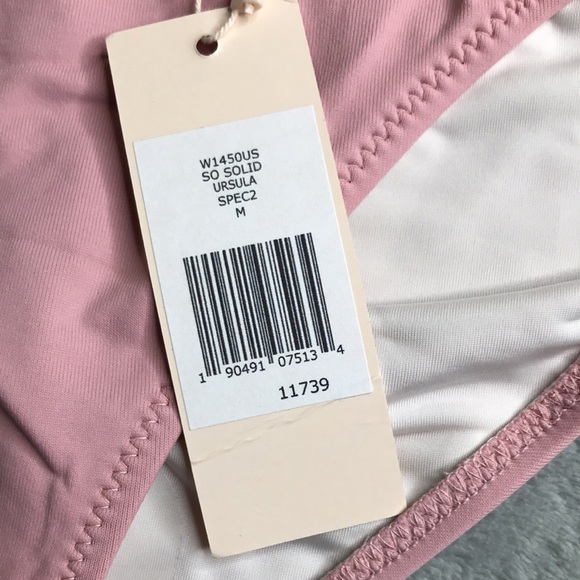 W1450US
SO SOLID
URSULA
SPEC2
M
1 90491 07513 4
11739